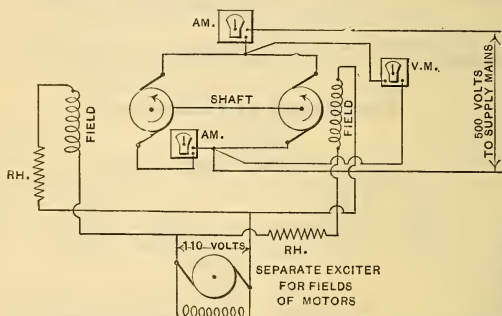 AM.
V.M.
SHAFT
FIELD
AM.
FIELD
500 VOLTS
TO SUPPLY MAINS
RH.
110 VOLTS
RH.
SEPARATE EXCITER
FOR FIELDS
OF MOTORS